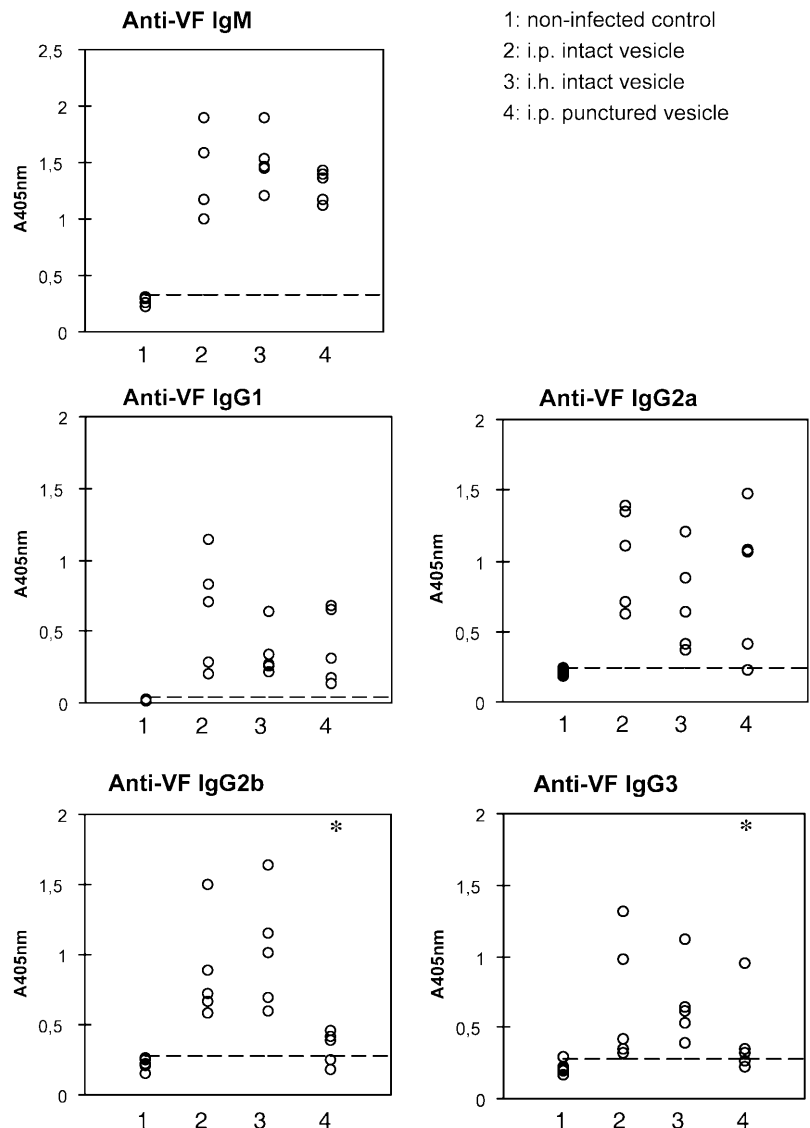 Anti-VF IgM
1: non-infected control
2: i.p. intact vesicle
3: i.h. intact vesicle
4: i.p. punctured vesicle
2,5
2
1,5
1
0,5
0
A405nm
1 2 3 4
Anti-VF IgG1
2
1,5
1
0,5
0
A405nm
1 2 3 4
Anti-VF IgG2a
2
1,5
1
0,5
0
A405nm
1 2 3 4
Anti-VF IgG2b
2
1,5
1
0,5
0
A405nm
*
1 2 3 4
Anti-VF IgG3
2
1,5
1
0,5
0
A405nm
*
1 2 3 4